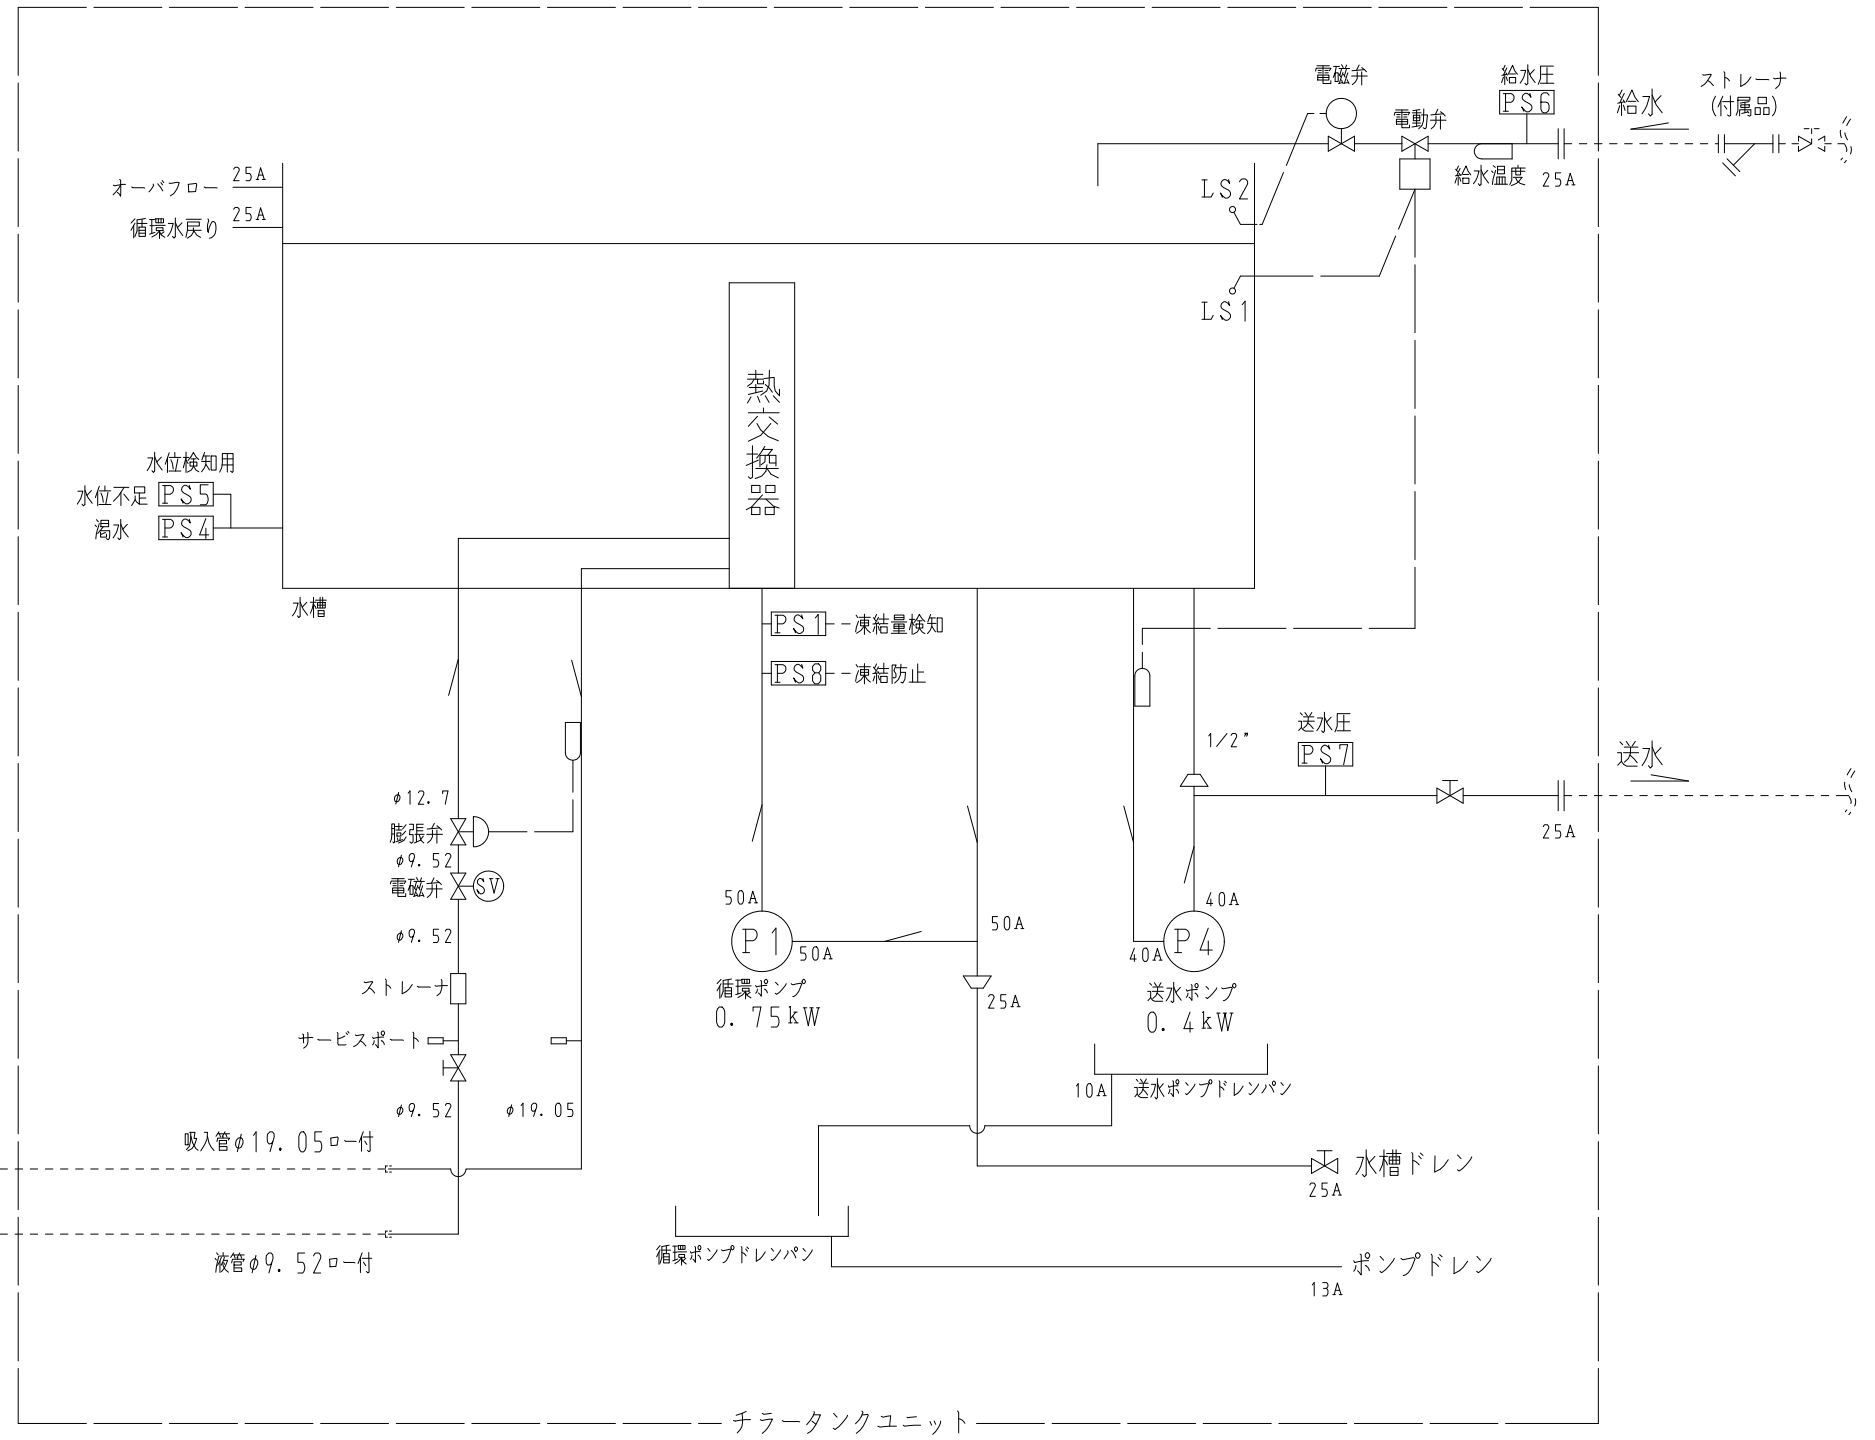 電磁弁
給水圧
PS6
給水
ストレーナ
(付属品)
電動弁
給水温度
25A
オーバフロー
25A
循環水戻り
25A
LS2
LS1
熱交換器
水位検知用
水位不足
PS5
渇水
PS4
水槽
PS1
凍結量検知
PS8
凍結防止
1/2"
送水圧
PS7
送水
25A
φ12.7
膨張弁
φ9.52
電磁弁
SV
φ9.52
ストレーナ
サービスポート
φ9.52
φ19.05
50A
P1
50A
循環ポンプ
0.75kW
50A
25A
40A
40A
P4
送水ポンプ
0.4kW
10A
送水ポンプドレンパン
吸入管φ19.05ロー付
液管φ9.52ロー付
水槽ドレン
25A
循環ポンプドレンパン
ポンプドレン
13A
チラータンクユニット